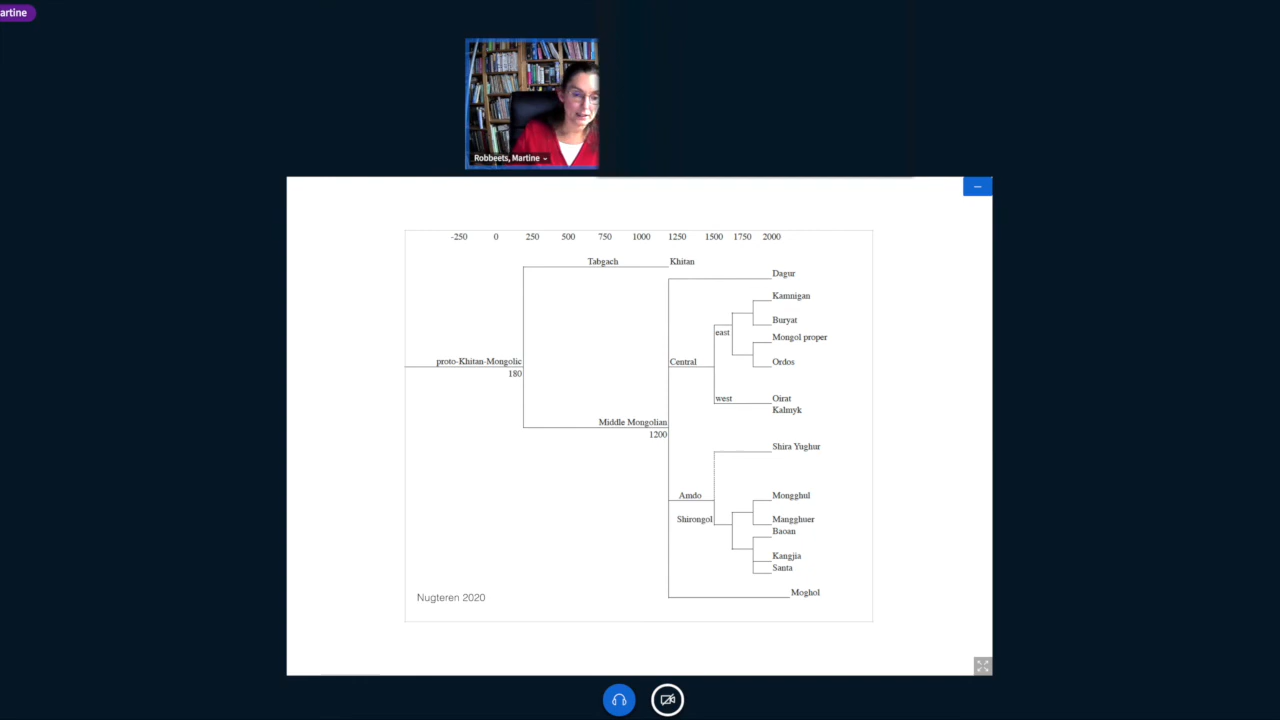 artine
Robbeets, Martine
-250 0 250 500 750 1000 1250 1500 1750 2000
Tabgach Khitan
Dagur
Kamnigan
Buryat
east
Mongol proper
proto-Khitan-Mongolic
Central
Ordos
180
west
Oirat
Kalmyk
Middle Mongolian
1200
Shira Yughur
Amdo
Mongghul
Shirongol
Mangghuer
Baoan
Kangjia
Santa
Moghol
Nugteren 2020